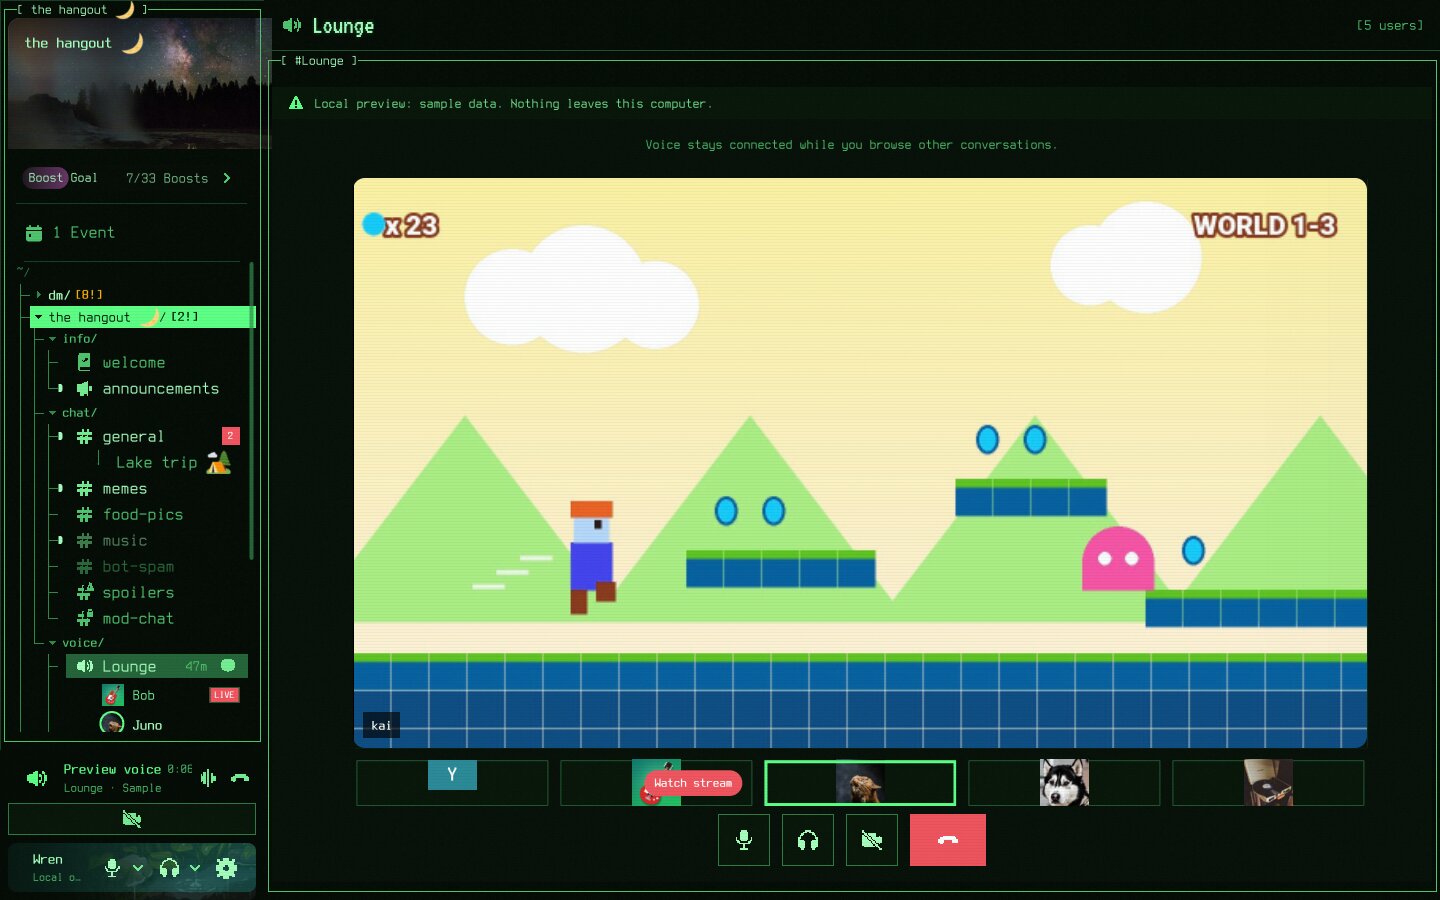 [ the hangout 🌙 ]
the hangout 🌙
Boost Goal 7/33 Boosts
1 Event
~/
dm/ [8!]
the hangout 🌙/ [2!]
info/
welcome
announcements
chat/
general 2
Lake trip 🏕️
memes
food-pics
music
bot-spam
spoilers
mod-chat
voice/
Lounge 47m
Bob LIVE
Juno
Preview voice 0:06
Lounge · Sample
Wren
Local o…
Lounge
[5 users]
[ #Lounge ]
Local preview: sample data. Nothing leaves this computer.
Voice stays connected while you browse other conversations.
x 23
WORLD 1-3
kai
Y
Watch stream